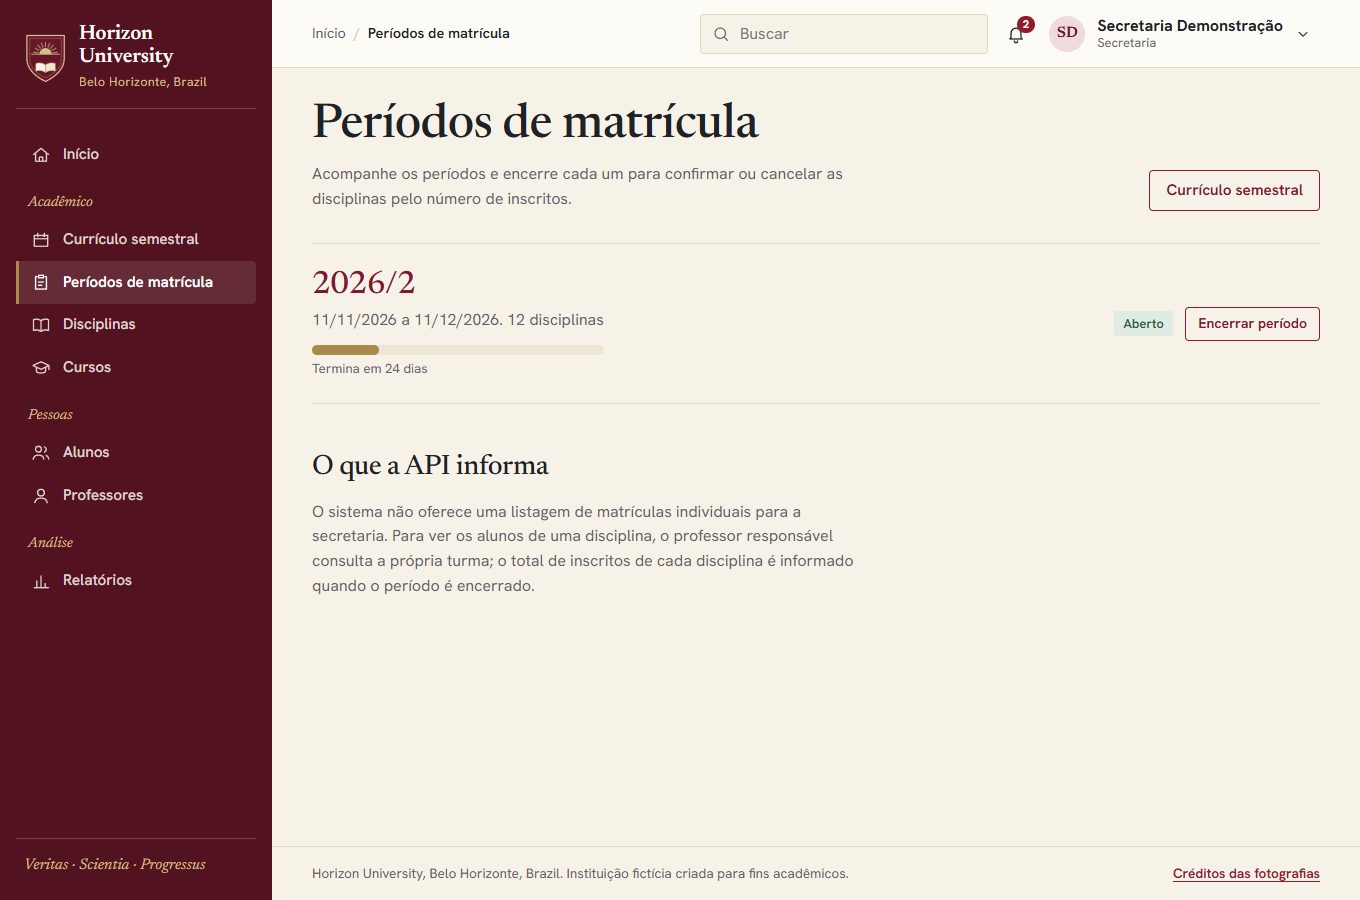 Horizon
University
Belo Horizonte, Brazil
Início
Acadêmico
Currículo semestral
Períodos de matrícula
Disciplinas
Cursos
Pessoas
Alunos
Professores
Análise
Relatórios
Veritas · Scientia · Progressus
Início / Períodos de matrícula
Buscar
2
SD
Secretaria Demonstração
Secretaria
Períodos de matrícula
Acompanhe os períodos e encerre cada um para confirmar ou cancelar as
disciplinas pelo número de inscritos.
Currículo semestral
2026/2
11/11/2026 a 11/12/2026. 12 disciplinas
Termina em 24 dias
Aberto
Encerrar período
O que a API informa
O sistema não oferece uma listagem de matrículas individuais para a
secretaria. Para ver os alunos de uma disciplina, o professor responsável
consulta a própria turma; o total de inscritos de cada disciplina é informado
quando o período é encerrado.
Horizon University, Belo Horizonte, Brazil. Instituição fictícia criada para fins acadêmicos.
Créditos das fotografias